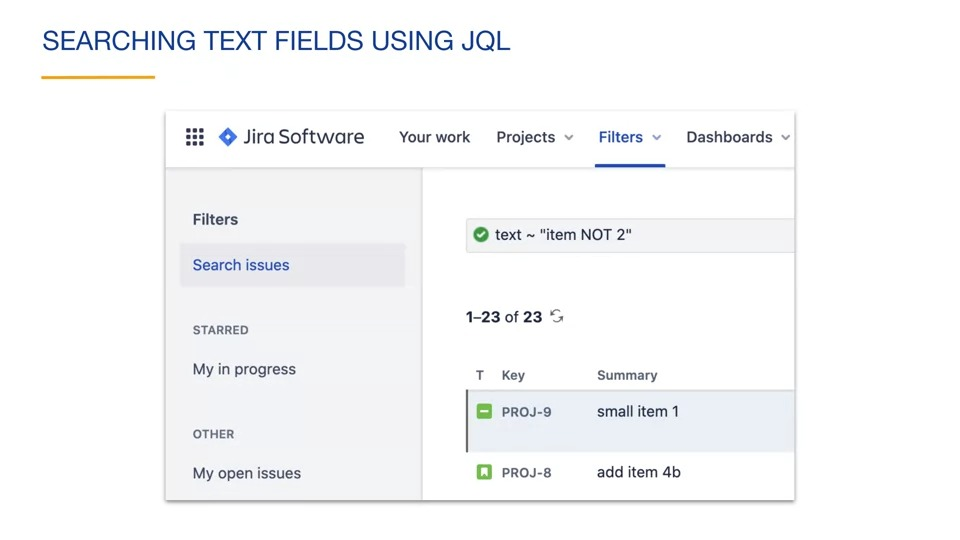 SEARCHING TEXT FIELDS USING JQL
Jira Software Your work Projects Filters Dashboards
Filters
Search issues
STARRED
My in progress
OTHER
My open issues
text ~ "item NOT 2"
1–23 of 23
T Key Summary
PROJ-9 small item 1
PROJ-8 add item 4b